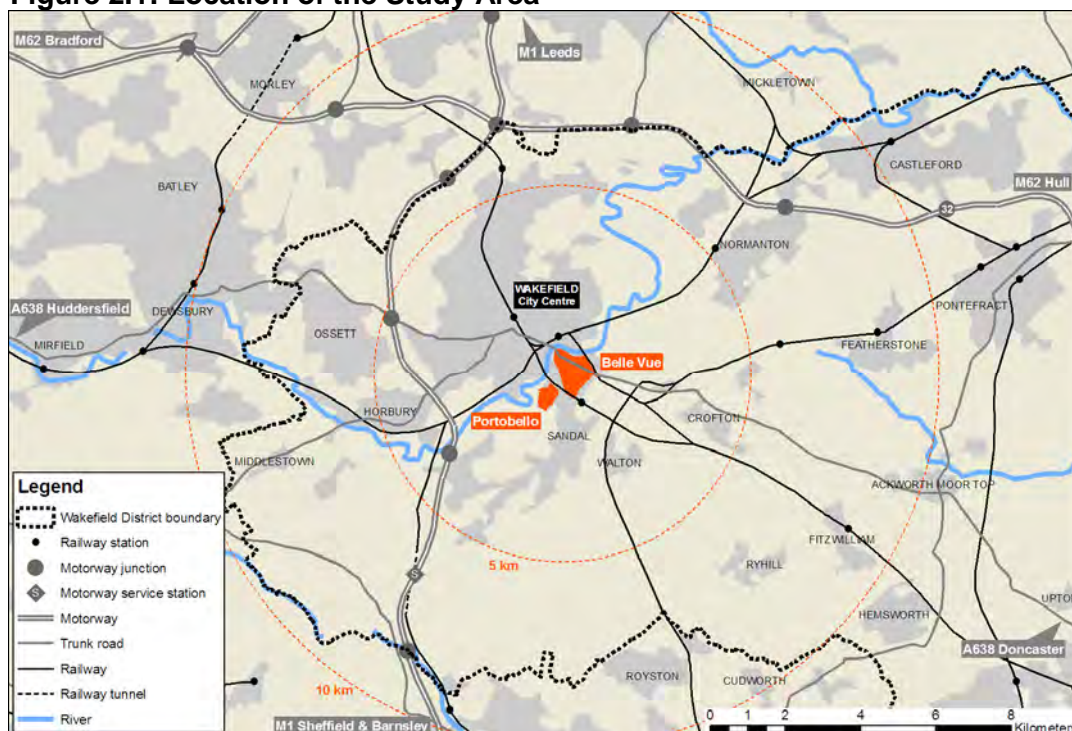 Figure 2.1: Location of the Study Area
M62 Bradford
M1 Leeds
MORLEY
MICKLETOWN
BATLEY
CASTLEFORD
M62 Hull
32
NORMANTON
WAKEFIELD
City Centre
A638 Huddersfield
DEWSBURY
MIRFIELD
OSSETT
PONTEFRACT
FEATHERSTONE
Belle Vue
HORBURY
Portobello
CROFTON
SANDAL
MIDDLESTOWN
WALTON
ACKWORTH MOOR TOP
Legend
Wakefield District boundary
Railway station
Motorway junction
S
Motorway service station
Motorway
Trunk road
Railway
Railway tunnel
River
FITZWILLIAM
5 km
RYHILL
S
HEMSWORTH
UPTO
A638 Doncaster
ROYSTON
CUDWORTH
10 km
M1 Sheffield & Barnsley
0 1 2 4 6 8
Kilometer